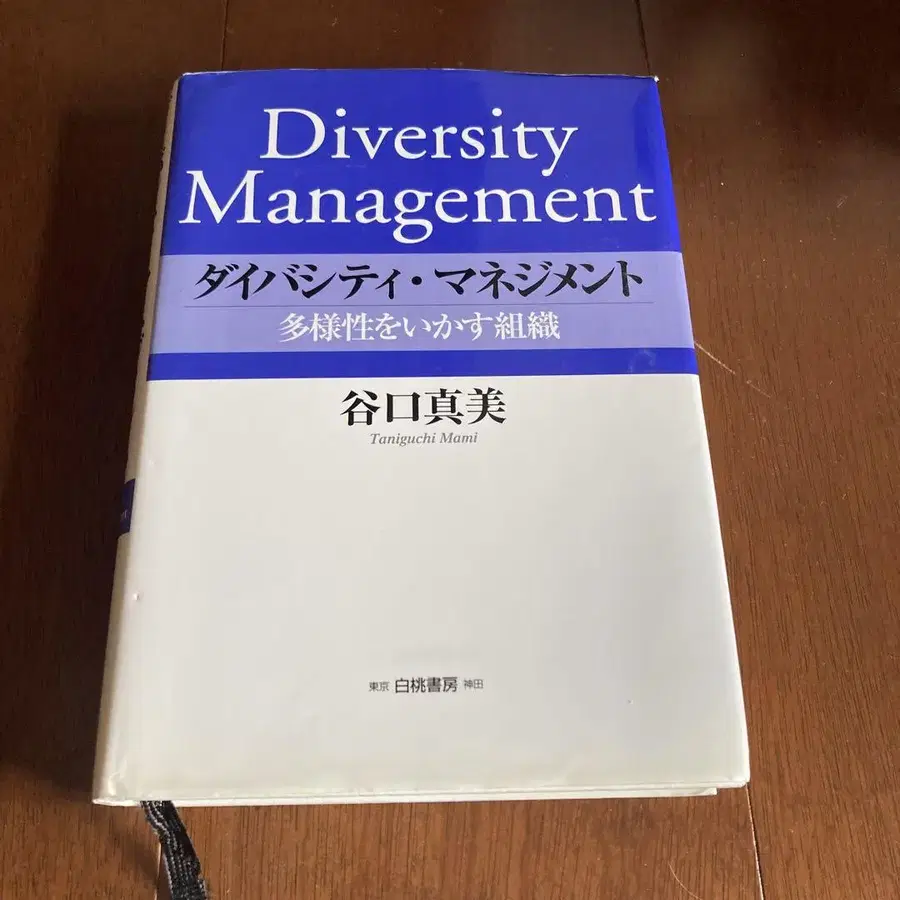 Diversity
Management
ダイバシティ・マネジメント
多様性をいかす組織
谷口真美
Taniguchi Mami
東京 白桃書房 神田